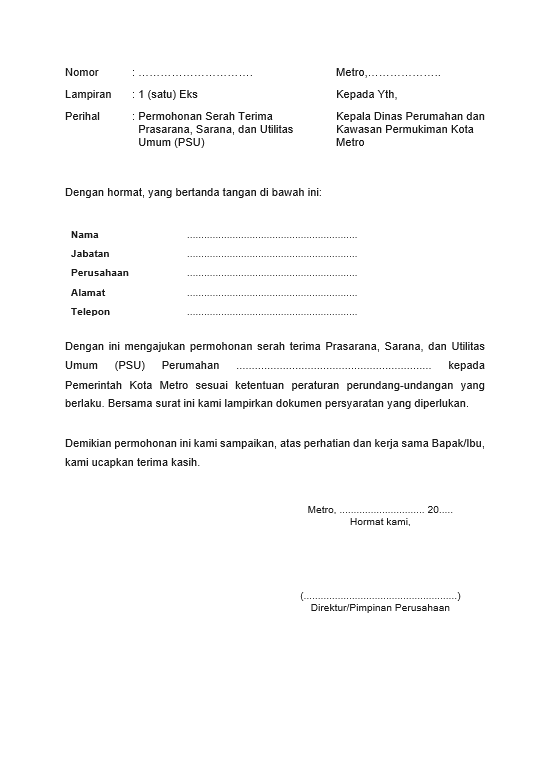 Nomor : …………………………. Metro,………………..
Lampiran : 1 (satu) Eks Kepada Yth,
Perihal : Permohonan Serah Terima Kepala Dinas Perumahan dan
Prasarana, Sarana, dan Utilitas Kawasan Permukiman Kota
Umum (PSU) Metro
Dengan hormat, yang bertanda tangan di bawah ini:
Nama ............................................................
Jabatan ............................................................
Perusahaan ............................................................
Alamat ............................................................
Telepon ............................................................
Dengan ini mengajukan permohonan serah terima Prasarana, Sarana, dan Utilitas
Umum (PSU) Perumahan ............................................................... kepada
Pemerintah Kota Metro sesuai ketentuan peraturan perundang-undangan yang
berlaku. Bersama surat ini kami lampirkan dokumen persyaratan yang diperlukan.
Demikian permohonan ini kami sampaikan, atas perhatian dan kerja sama Bapak/Ibu,
kami ucapkan terima kasih.
Metro, .............................. 20.....
Hormat kami,
(......................................................)
Direktur/Pimpinan Perusahaan